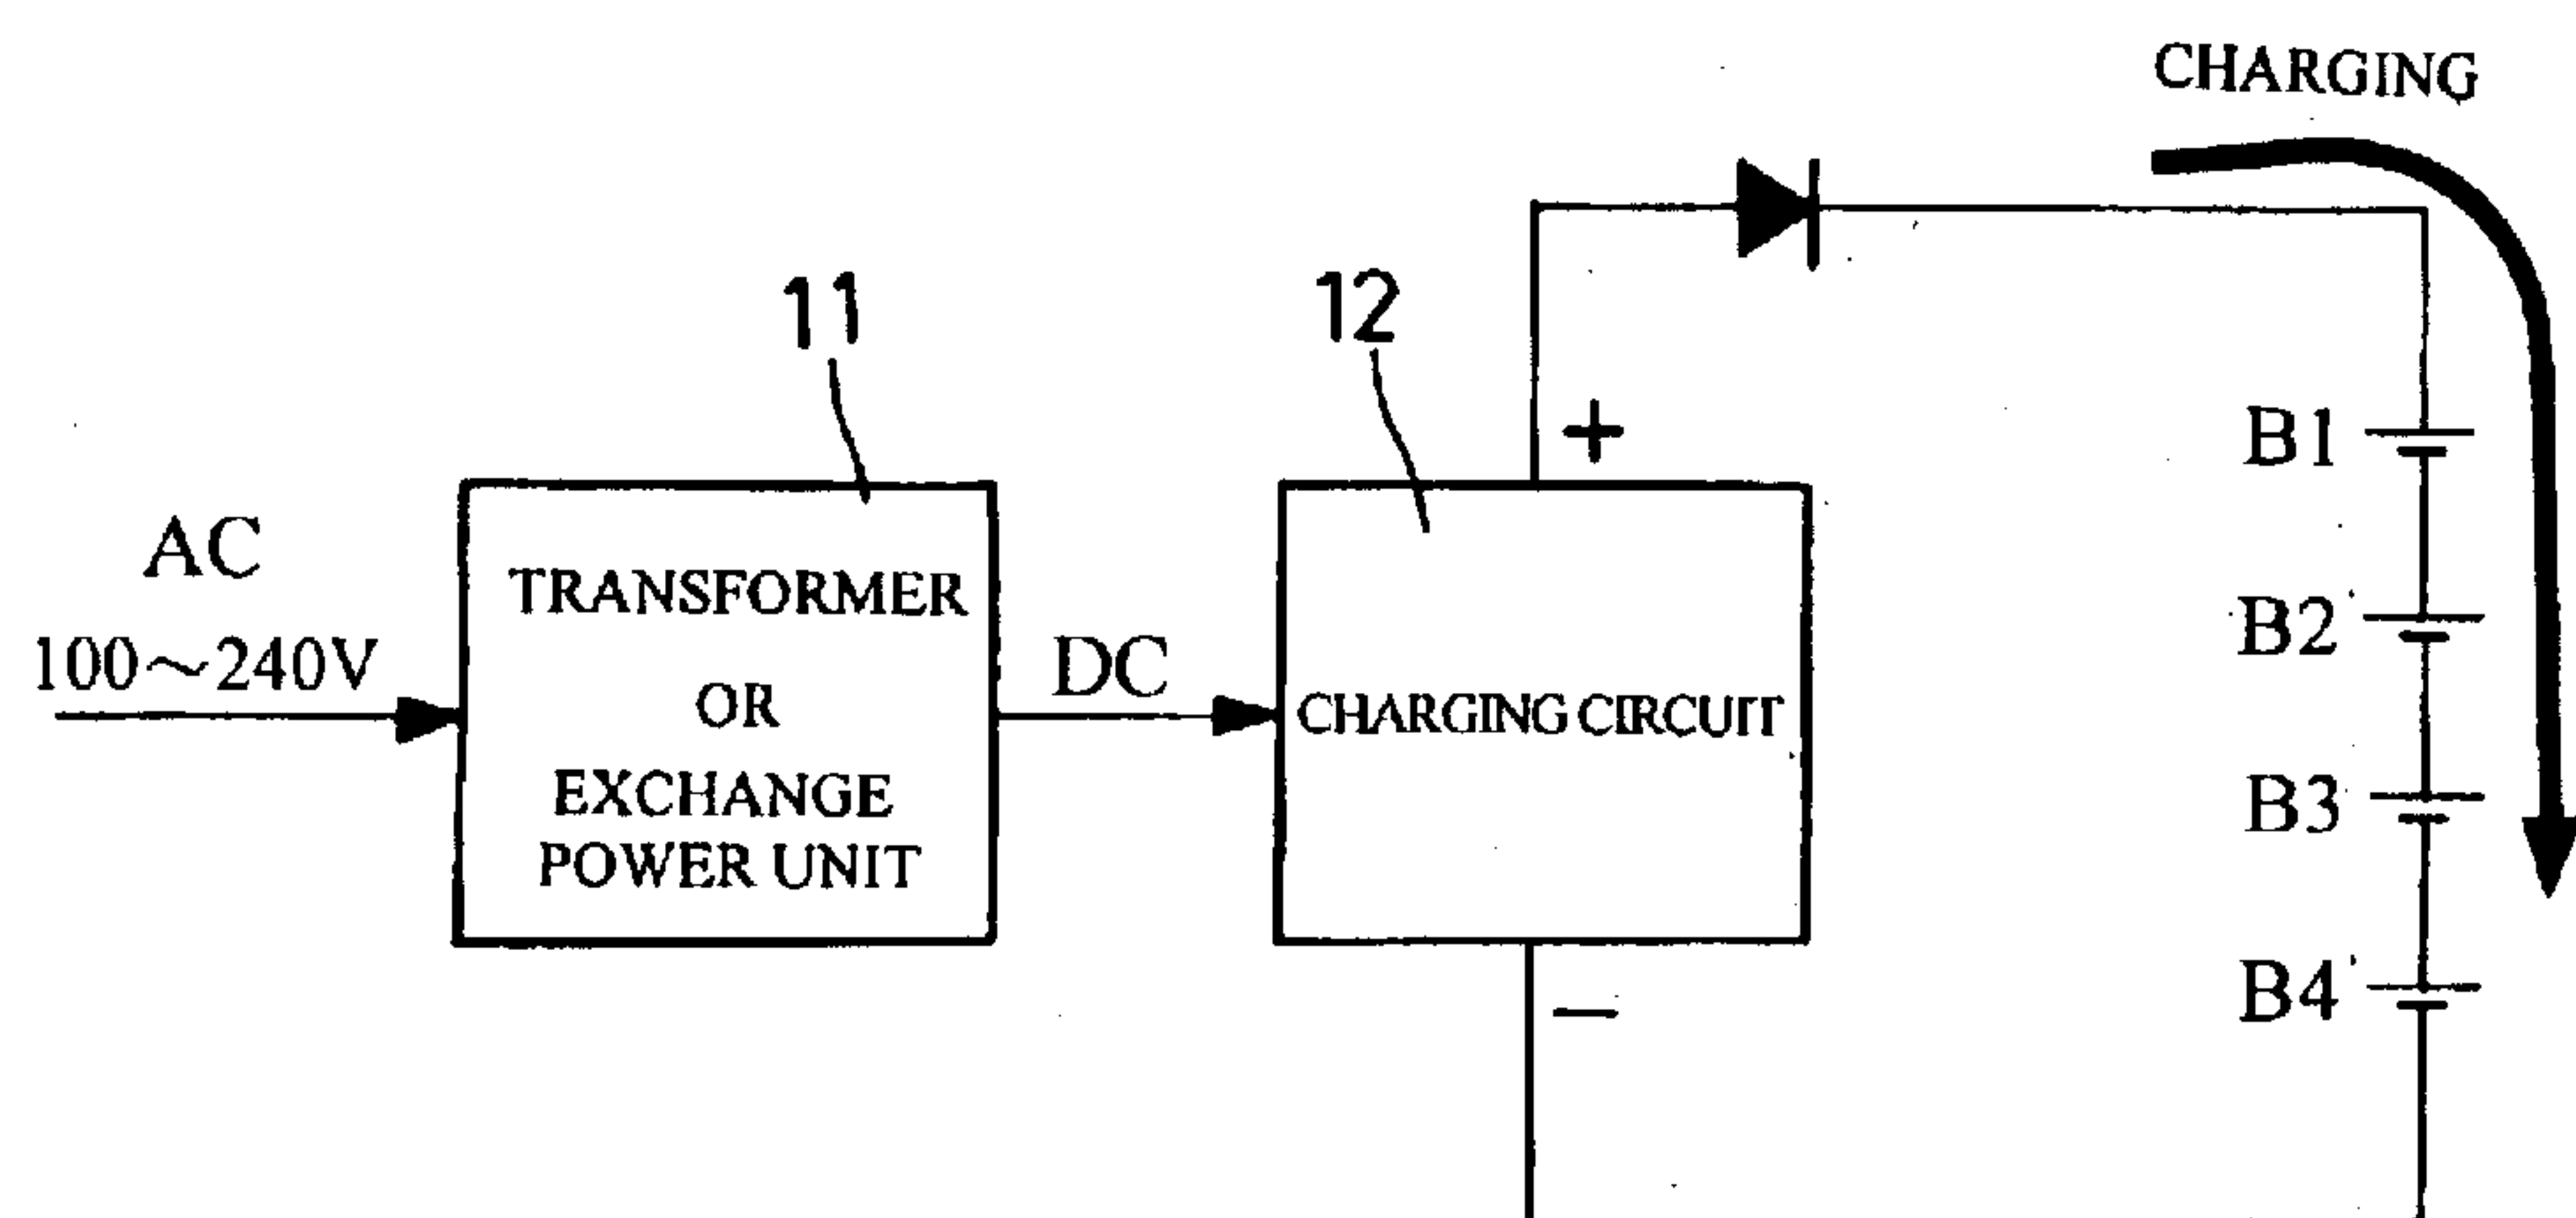 CHARGING
11
12
+
B1
AC
TRANSFORMER
B2
100~240V
DC
OR
CHARGING CIRCUIT
EXCHANGE
B3
POWER UNIT
B4
−